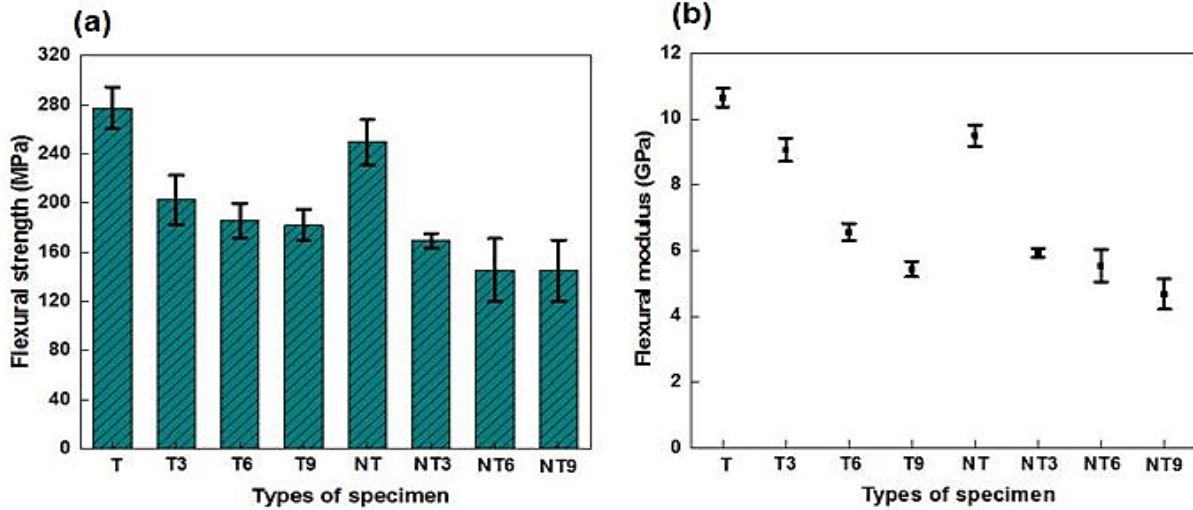 (a)
Flexural strength (MPa)
320
280
240
200
160
120
80
40
0
T T3 T6 T9 NT NT3 NT6 NT9
Types of specimen
(b)
Flexural modulus (GPa)
12
10
8
6
4
2
0
T T3 T6 T9 NT NT3 NT6 NT9
Types of specimen